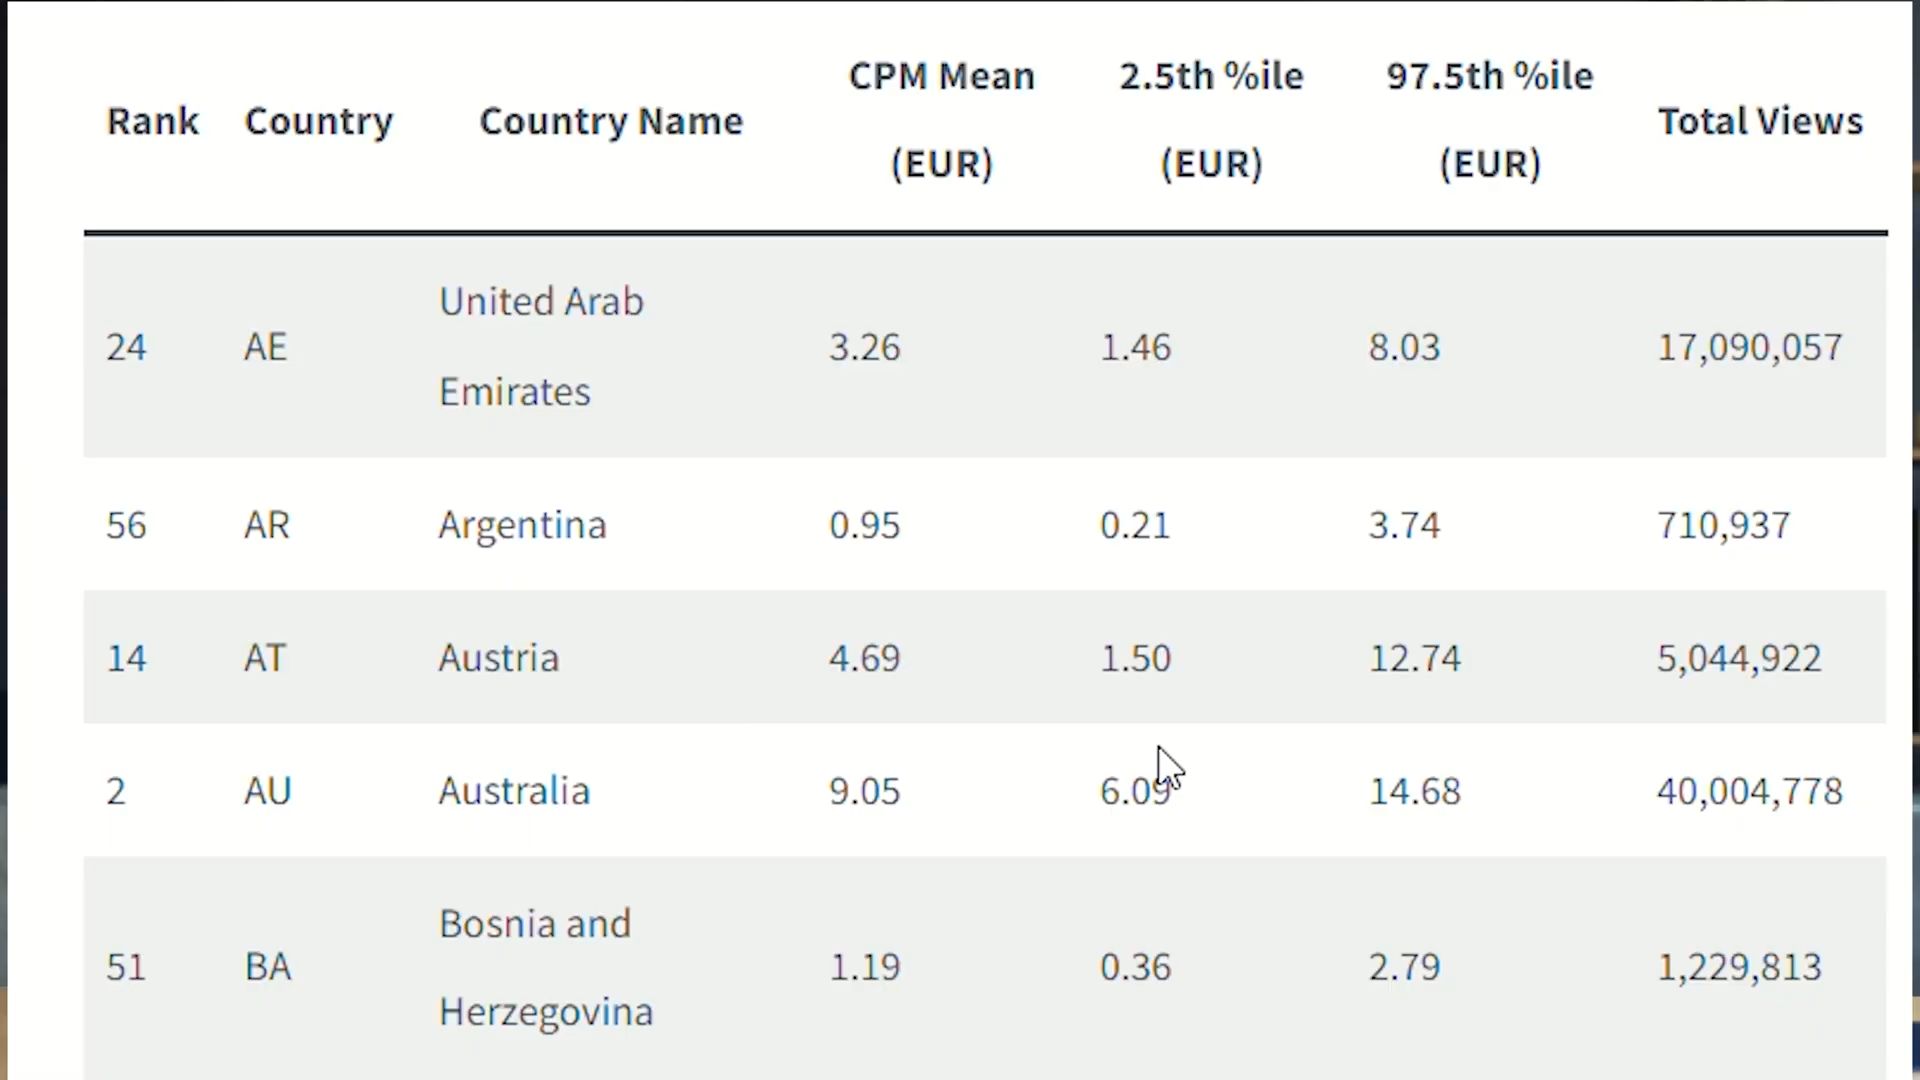 Rank Country Country Name CPM Mean (EUR) 2.5th %ile (EUR) 97.5th %ile (EUR) Total Views
24 AE United Arab Emirates 3.26 1.46 8.03 17,090,057
56 AR Argentina 0.95 0.21 3.74 710,937
14 AT Austria 4.69 1.50 12.74 5,044,922
2 AU Australia 9.05 6.09 14.68 40,004,778
51 BA Bosnia and Herzegovina 1.19 0.36 2.79 1,229,813